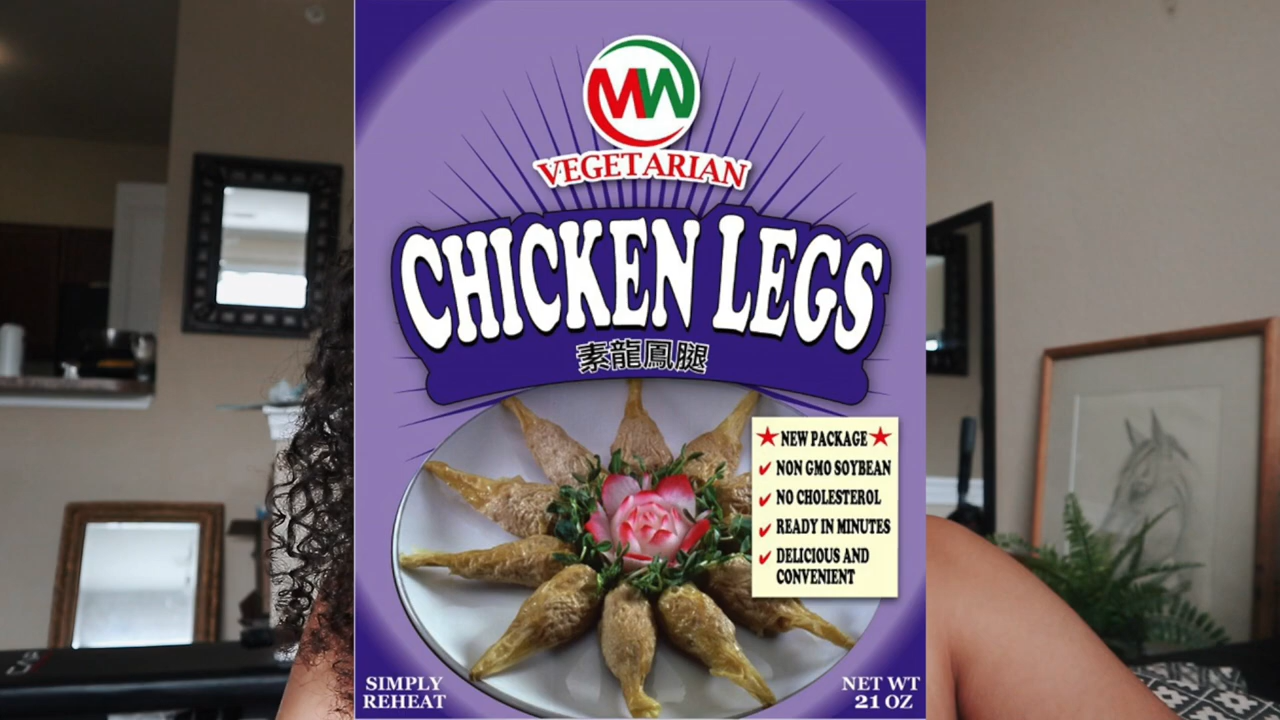 MW
VEGETARIAN
CHICKEN LEGS
素龍鳳腿
★ NEW PACKAGE ★
✓ NON GMO SOYBEAN
✓ NO CHOLESTEROL
✓ READY IN MINUTES
✓ DELICIOUS AND
CONVENIENT
SIMPLY
REHEAT
NET WT
21 OZ